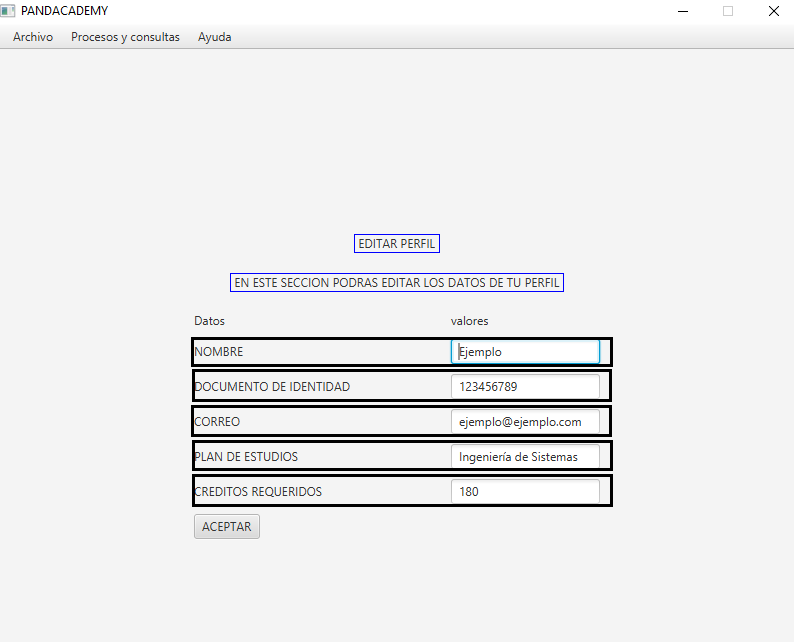 PANDACADEMY
Archivo Procesos y consultas Ayuda
EDITAR PERFIL
EN ESTE SECCION PODRAS EDITAR LOS DATOS DE TU PERFIL
Datos valores
NOMBRE Ejemplo
DOCUMENTO DE IDENTIDAD 123456789
CORREO ejemplo@ejemplo.com
PLAN DE ESTUDIOS Ingeniería de Sistemas
CREDITOS REQUERIDOS 180
ACEPTAR